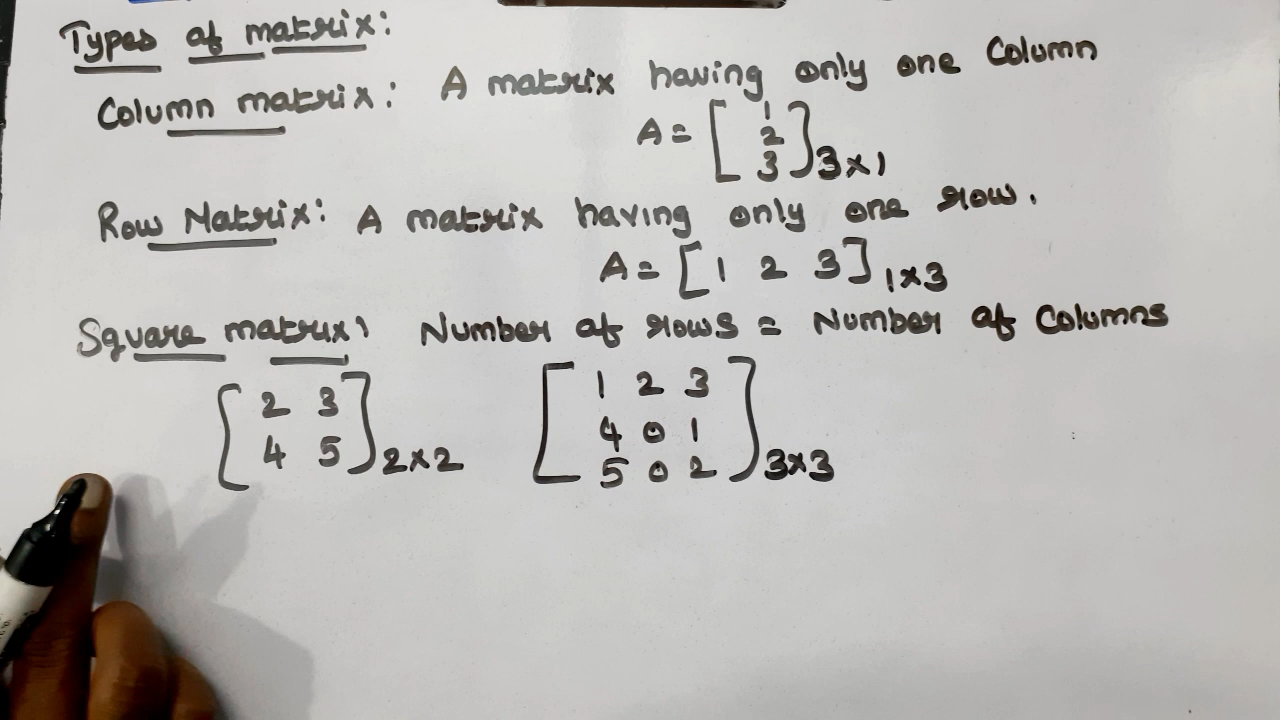 Types of matrix:
Column matrix: A matrix having only one Column
A = [ 1
2
3 ] 3×1
Row Matrix: A matrix having only one row.
A = [ 1 2 3 ] 1×3
Square matrix: Number of rows = Number of Columns
[ 2 3
4 5 ] 2×2
[ 1 2 3
4 0 1
5 0 2 ] 3×3